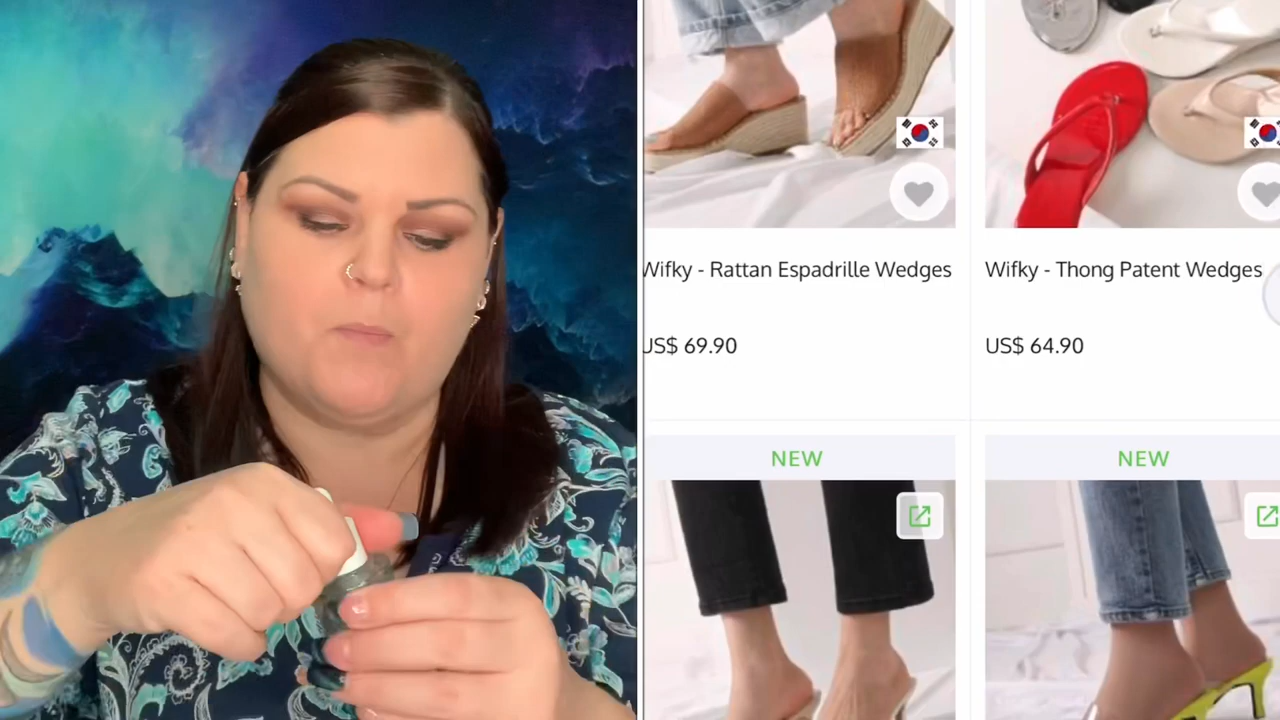 Wifky - Rattan Espadrille Wedges
Wifky - Thong Patent Wedges
US$ 69.90
US$ 64.90
NEW
NEW